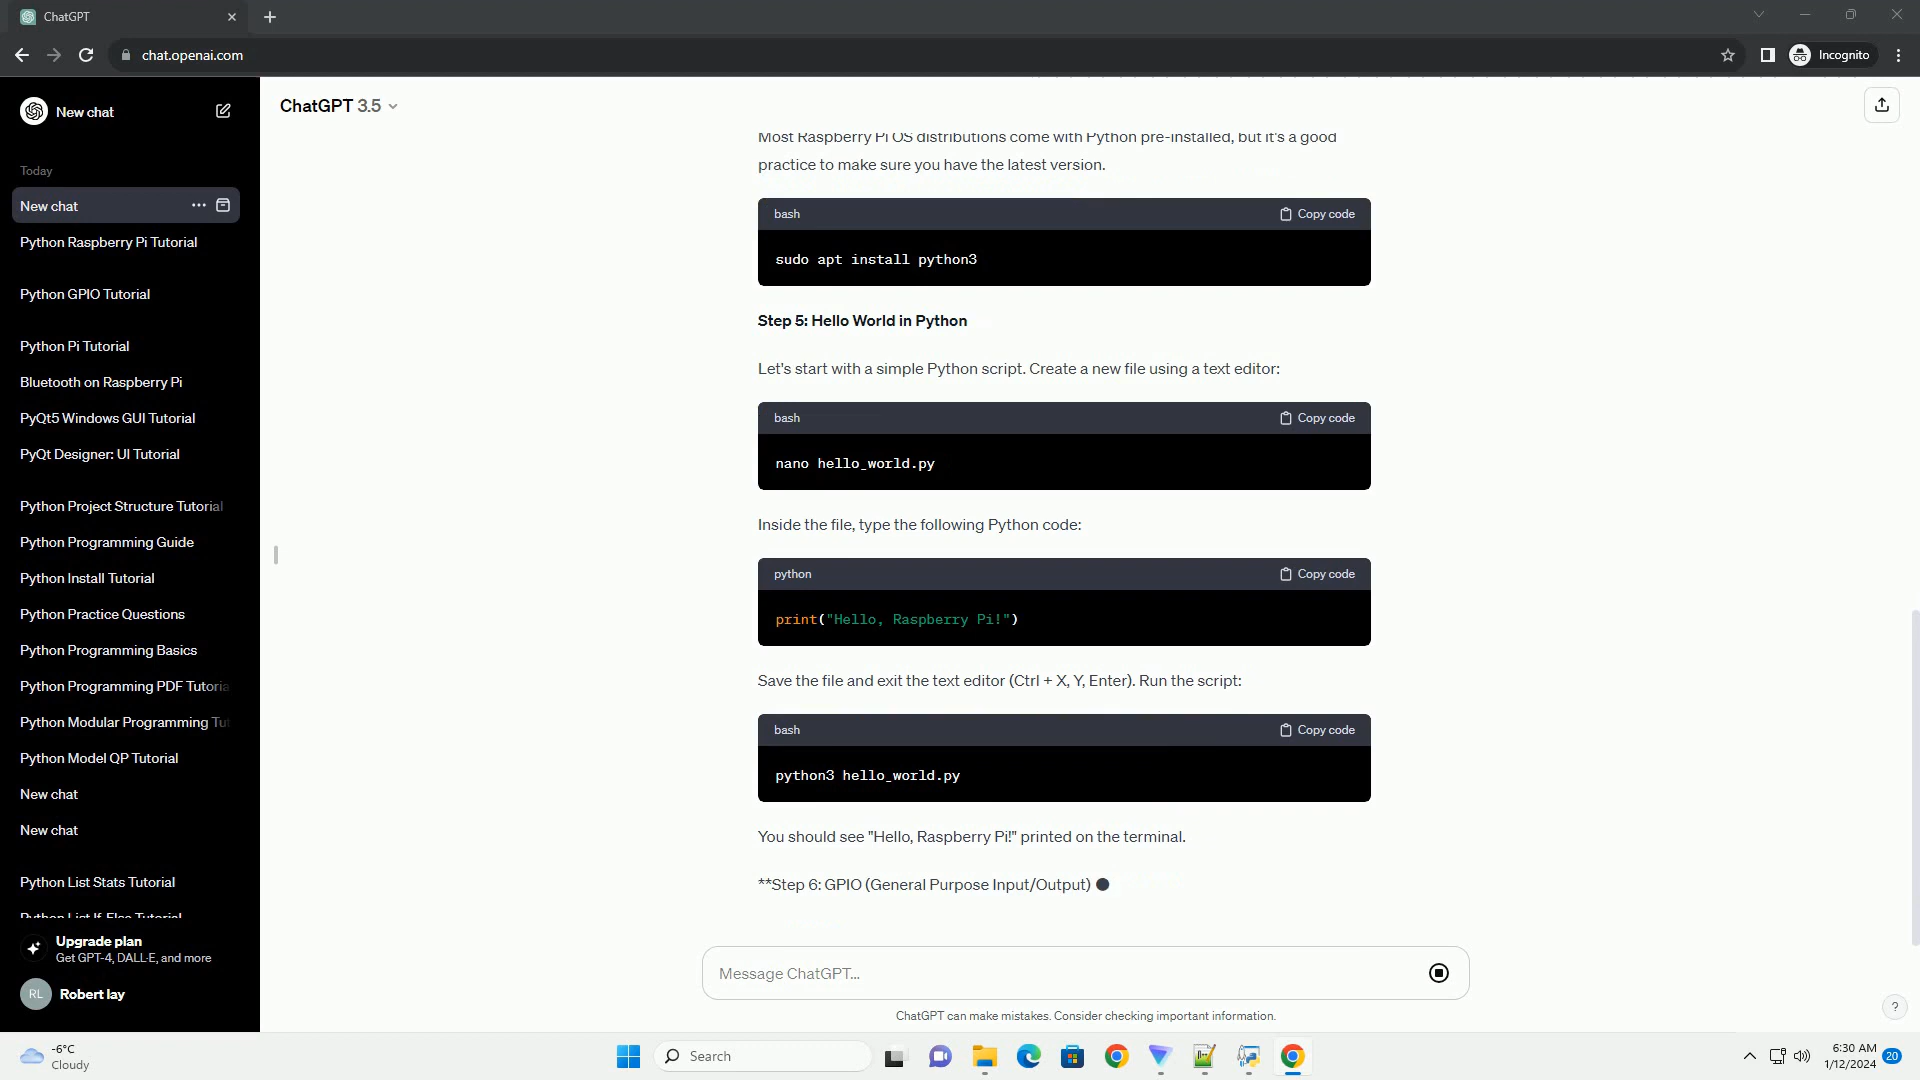 ChatGPT
chat.openai.com
Incognito
New chat
ChatGPT 3.5
Today
New chat
Python Raspberry Pi Tutorial
Python GPIO Tutorial
Python Pi Tutorial
Bluetooth on Raspberry Pi
PyQt5 Windows GUI Tutorial
PyQt Designer: UI Tutorial
Python Project Structure Tutorial
Python Programming Guide
Python Install Tutorial
Python Practice Questions
Python Programming Basics
Python Programming PDF Tutoria
Python Modular Programming Tut
Python Model QP Tutorial
New chat
New chat
Python List Stats Tutorial
Python List If-Else Tutorial
Upgrade plan
Get GPT-4, DALL·E, and more
RL
Robert lay
Most Raspberry Pi OS distributions come with Python pre-installed, but it's a good
practice to make sure you have the latest version.
bash Copy code
sudo apt install python3
Step 5: Hello World in Python
Let's start with a simple Python script. Create a new file using a text editor:
bash Copy code
nano hello_world.py
Inside the file, type the following Python code:
python Copy code
print("Hello, Raspberry Pi!")
Save the file and exit the text editor (Ctrl + X, Y, Enter). Run the script:
bash Copy code
python3 hello_world.py
You should see "Hello, Raspberry Pi!" printed on the terminal.
**Step 6: GPIO (General Purpose Input/Output)
Message ChatGPT...
ChatGPT can make mistakes. Consider checking important information.
?
-6°C
Cloudy
Search
6:30 AM
1/12/2024
20